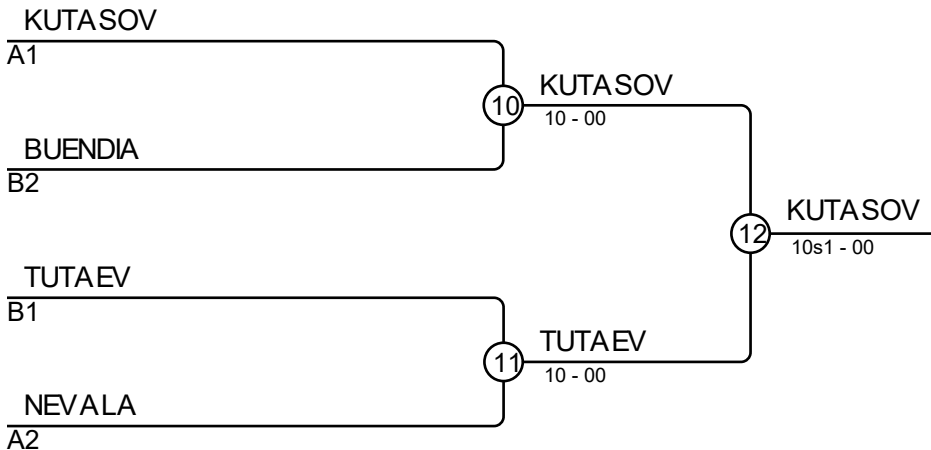 KUTASOV
A1
10
KUTASOV
10 - 00
BUENDIA
B2
12
KUTASOV
10s1 - 00
TUTAEV
B1
11
TUTAEV
10 - 00
NEVALA
A2